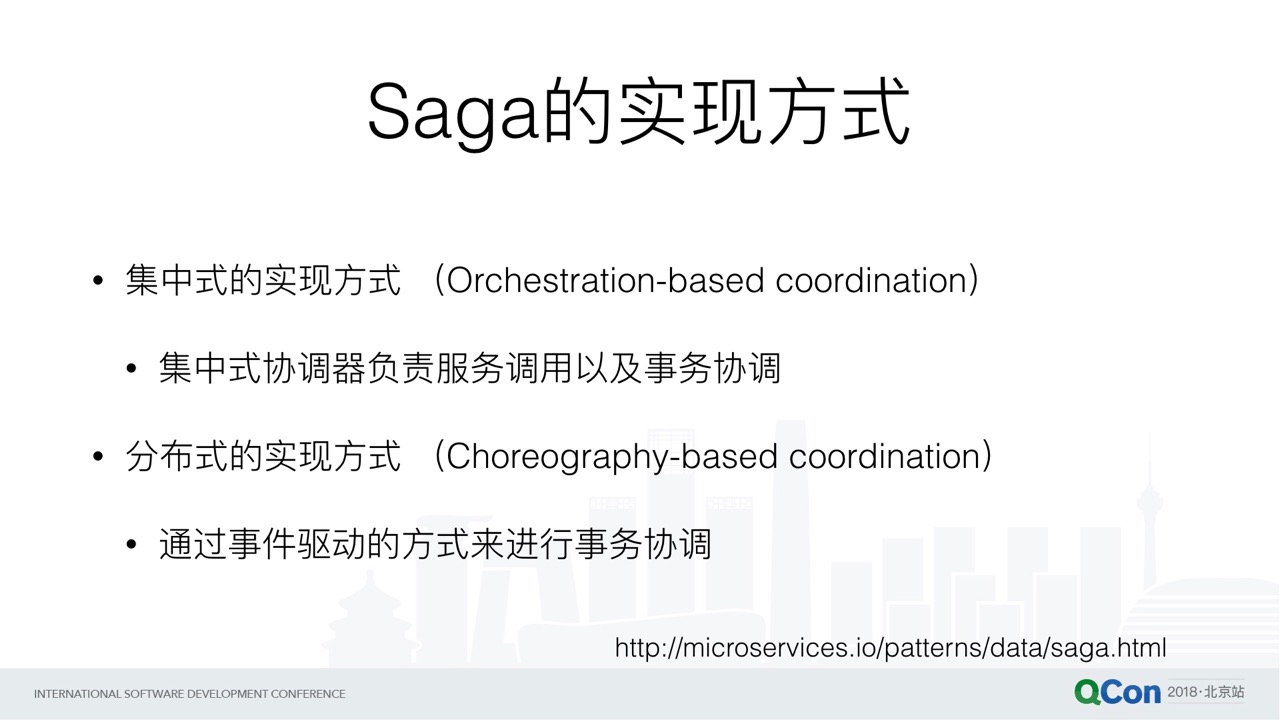 Saga的实现方式
• 集中式的实现方式 （Orchestration-based coordination）
• 集中式协调器负责服务调用以及事务协调
• 分布式的实现方式 （Choreography-based coordination）
• 通过事件驱动的方式来进行事务协调
http://microservices.io/patterns/data/saga.html
INTERNATIONAL SOFTWARE DEVELOPMENT CONFERENCE
QCon 2018·北京站